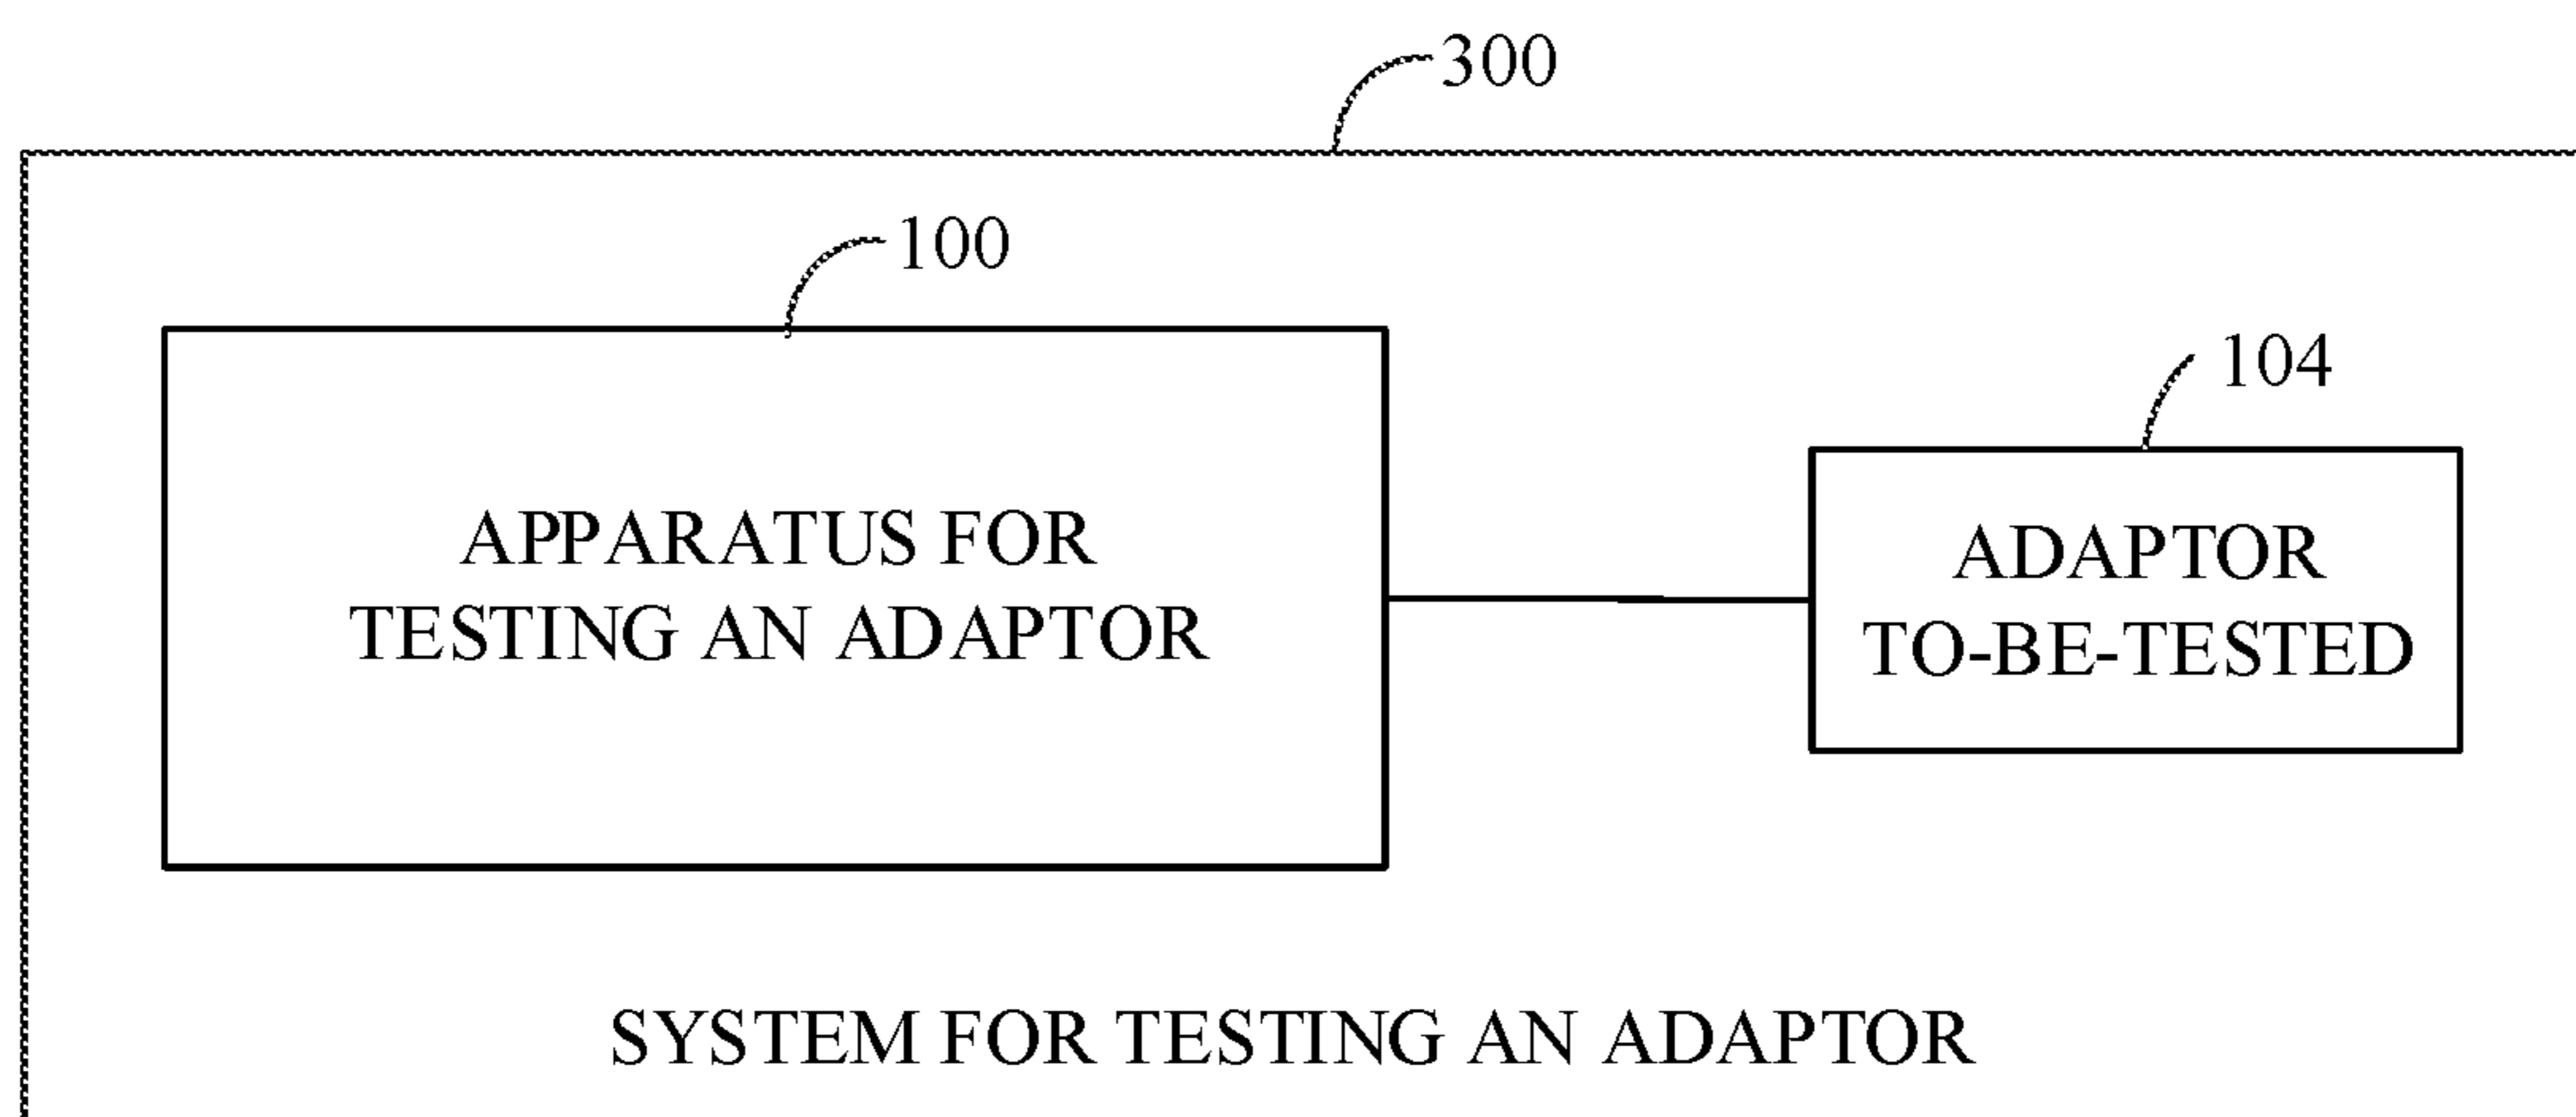 300
100
104
APPARATUS FOR
TESTING AN ADAPTOR
ADAPTOR
TO-BE-TESTED
SYSTEM FOR TESTING AN ADAPTOR